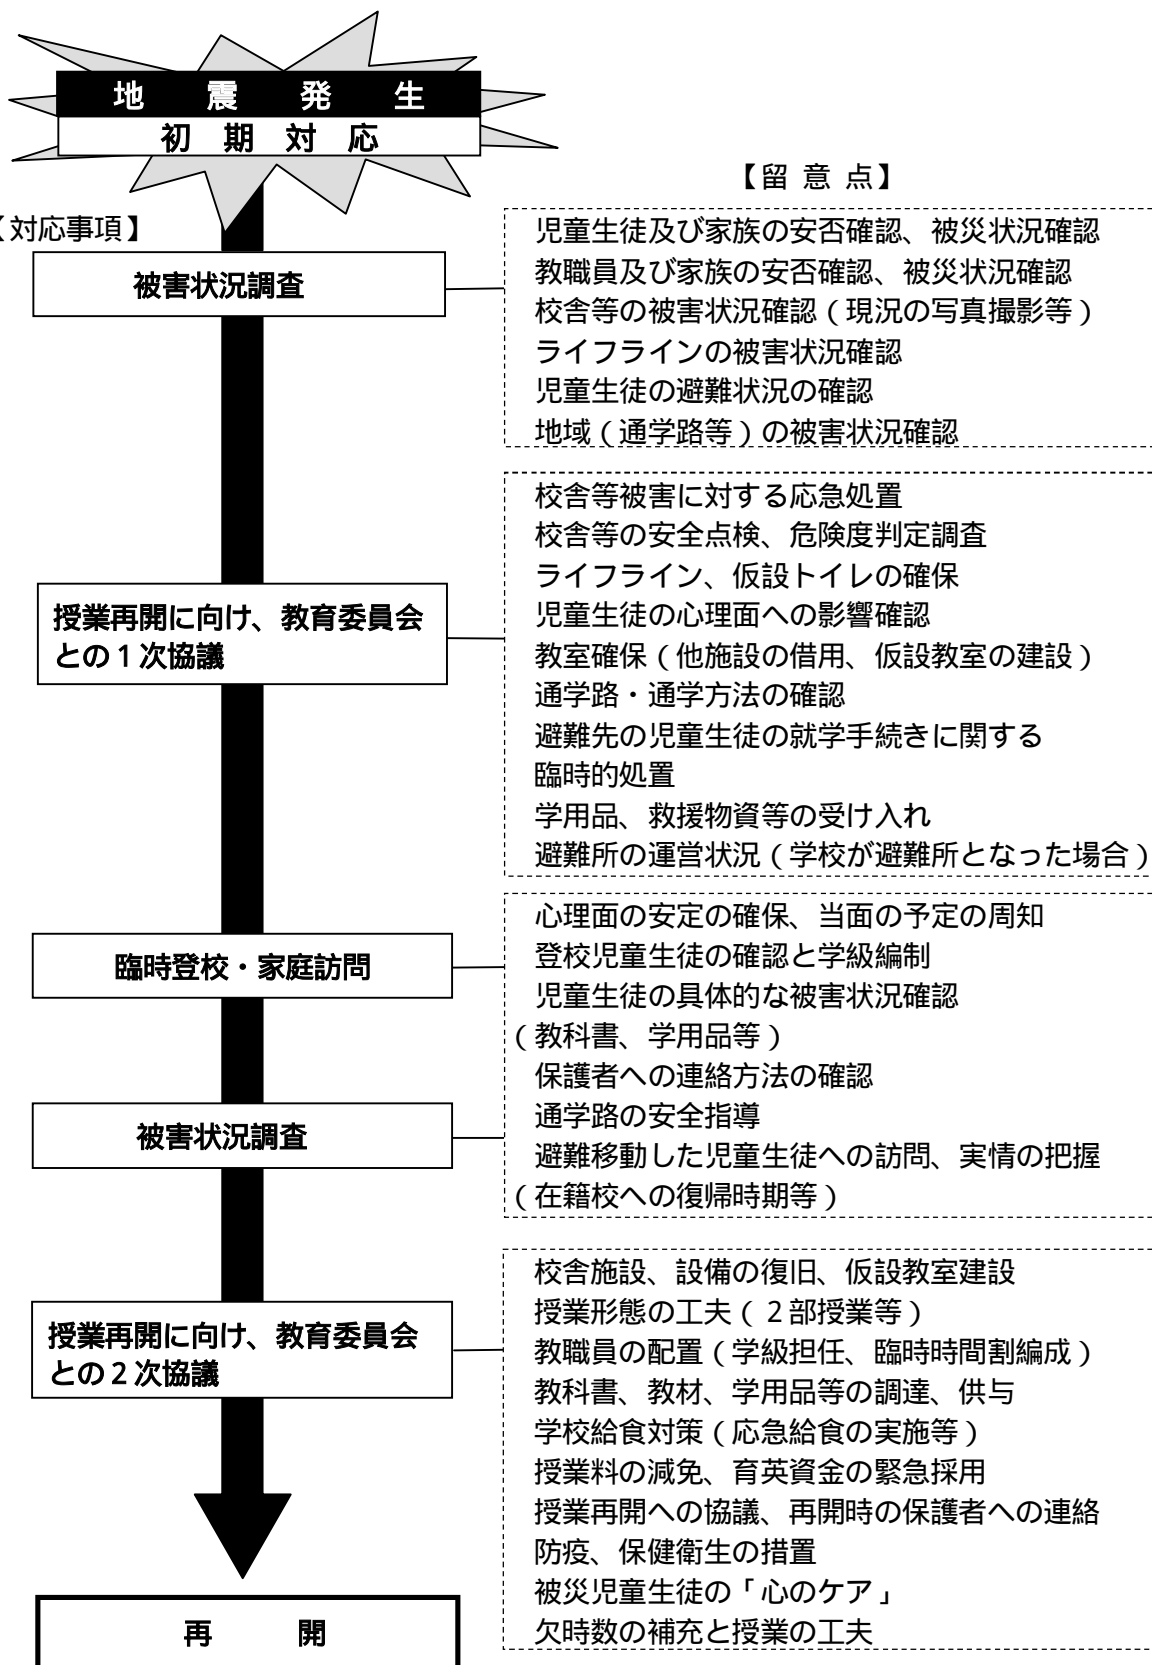 地　震　発　生
初　期　対　応
【留 意 点】
【対応事項】
被害状況調査
児童生徒及び家族の安否確認、被災状況確認
教職員及び家族の安否確認、被災状況確認
校舎等の被害状況確認（現況の写真撮影等）
ライフラインの被害状況確認
児童生徒の避難状況の確認
地域（通学路等）の被害状況確認
授業再開に向け、教育委員会
との１次協議
校舎等被害に対する応急処置
校舎等の安全点検、危険度判定調査
ライフライン、仮設トイレの確保
児童生徒の心理面への影響確認
教室確保（他施設の借用、仮設教室の建設）
通学路・通学方法の確認
避難先の児童生徒の就学手続きに関する
臨時的処置
学用品、救援物資等の受け入れ
避難所の運営状況（学校が避難所となった場合）
臨時登校・家庭訪問
被害状況調査
心理面の安定の確保、当面の予定の周知
登校児童生徒の確認と学級編制
児童生徒の具体的な被害状況確認
（教科書、学用品等）
保護者への連絡方法の確認
通学路の安全指導
避難移動した児童生徒への訪問、実情の把握
（在籍校への復帰時期等）
授業再開に向け、教育委員会
との２次協議
校舎施設、設備の復旧、仮設教室建設
授業形態の工夫（２部授業等）
教職員の配置（学級担任、臨時時間割編成）
教科書、教材、学用品等の調達、供与
学校給食対策（応急給食の実施等）
授業料の減免、育英資金の緊急採用
授業再開への協議、再開時の保護者への連絡
防疫、保健衛生の措置
被災児童生徒の「心のケア」
欠時数の補充と授業の工夫
再　　開